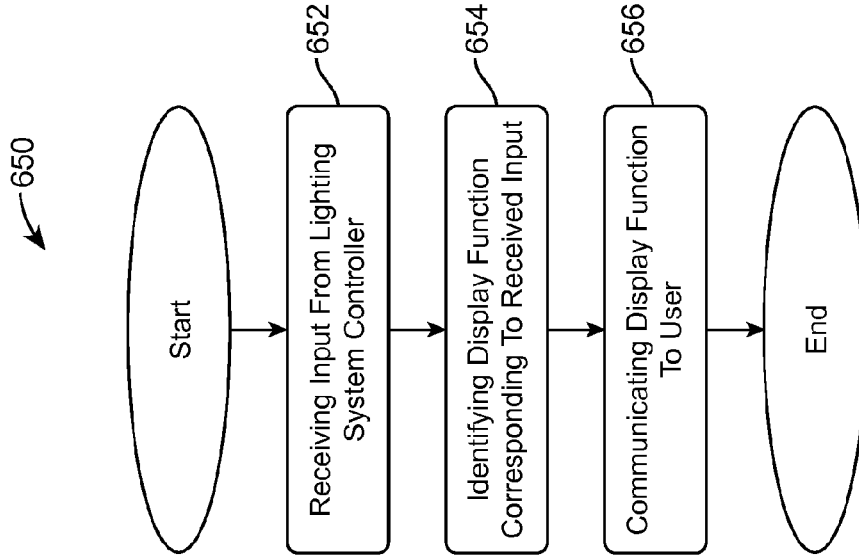 650
Start
Receiving Input From Lighting
System Controller
652
Identifying Display Function
Corresponding To Received Input
654
Communicating Display Function
To User
656
End